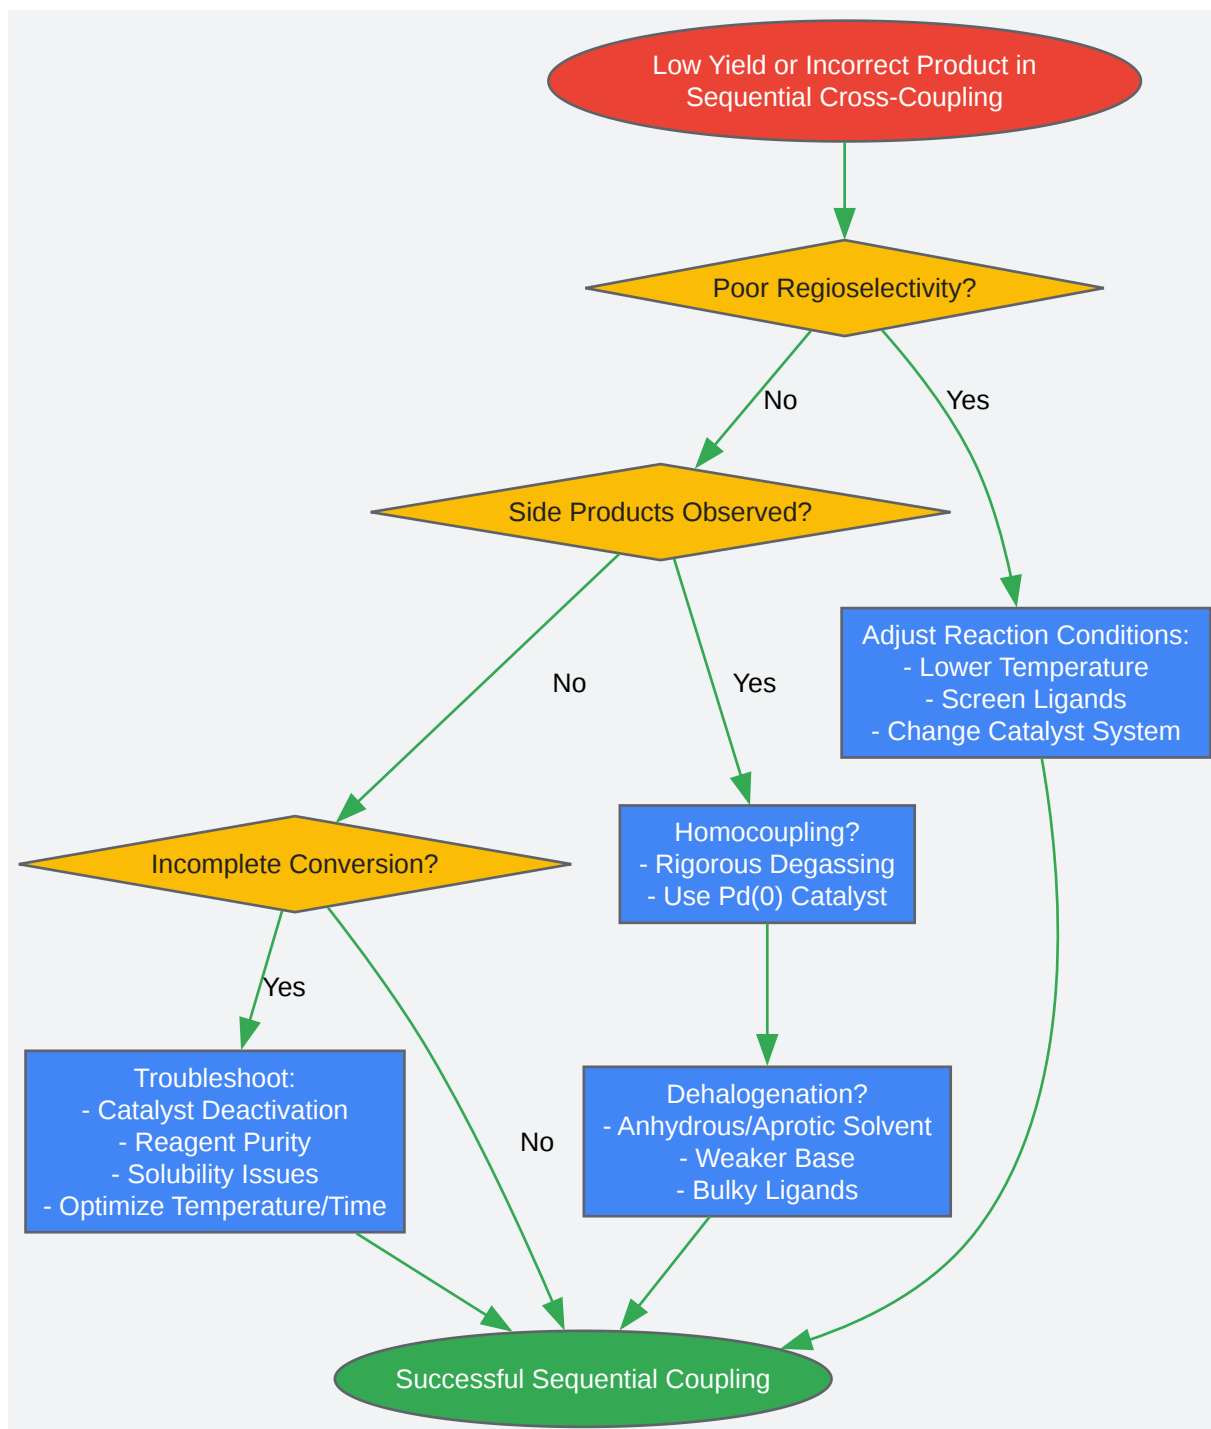 Low Yield or Incorrect Product in
Sequential Cross-Coupling
Poor Regioselectivity?
No
Yes
Side Products Observed?
No
Yes
Adjust Reaction Conditions:
- Lower Temperature
- Screen Ligands
- Change Catalyst System
Homocoupling?
- Rigorous Degassing
- Use Pd(0) Catalyst
Incomplete Conversion?
Yes
No
Troubleshoot:
- Catalyst Deactivation
- Reagent Purity
- Solubility Issues
- Optimize Temperature/Time
Dehalogenation?
- Anhydrous/Aprotic Solvent
- Weaker Base
- Bulky Ligands
Successful Sequential Coupling